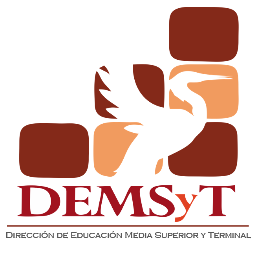 DEMSyT
DIRECCIÓN DE EDUCACIÓN MEDIA SUPERIOR Y TERMINAL